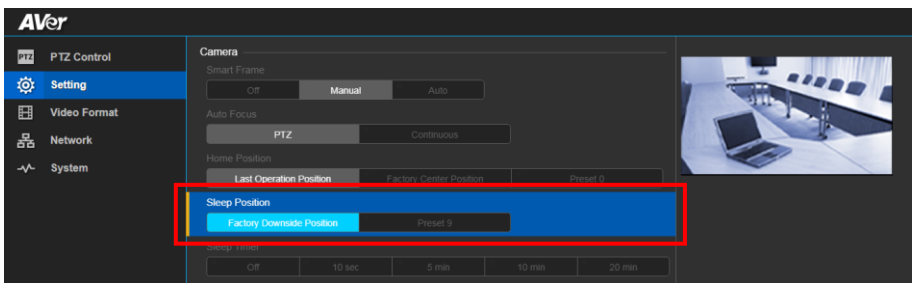 AVer
PTZ PTZ Control
Setting
Video Format
Network
System
Camera
Smart Frame
Off Manual Auto
Auto Focus
PTZ Continuous
Home Position
Last Operation Position Factory Center Position Preset 0
Sleep Position
Factory Downside Position Preset 9
Sleep Timer
Off 10 sec 5 min 10 min 20 min